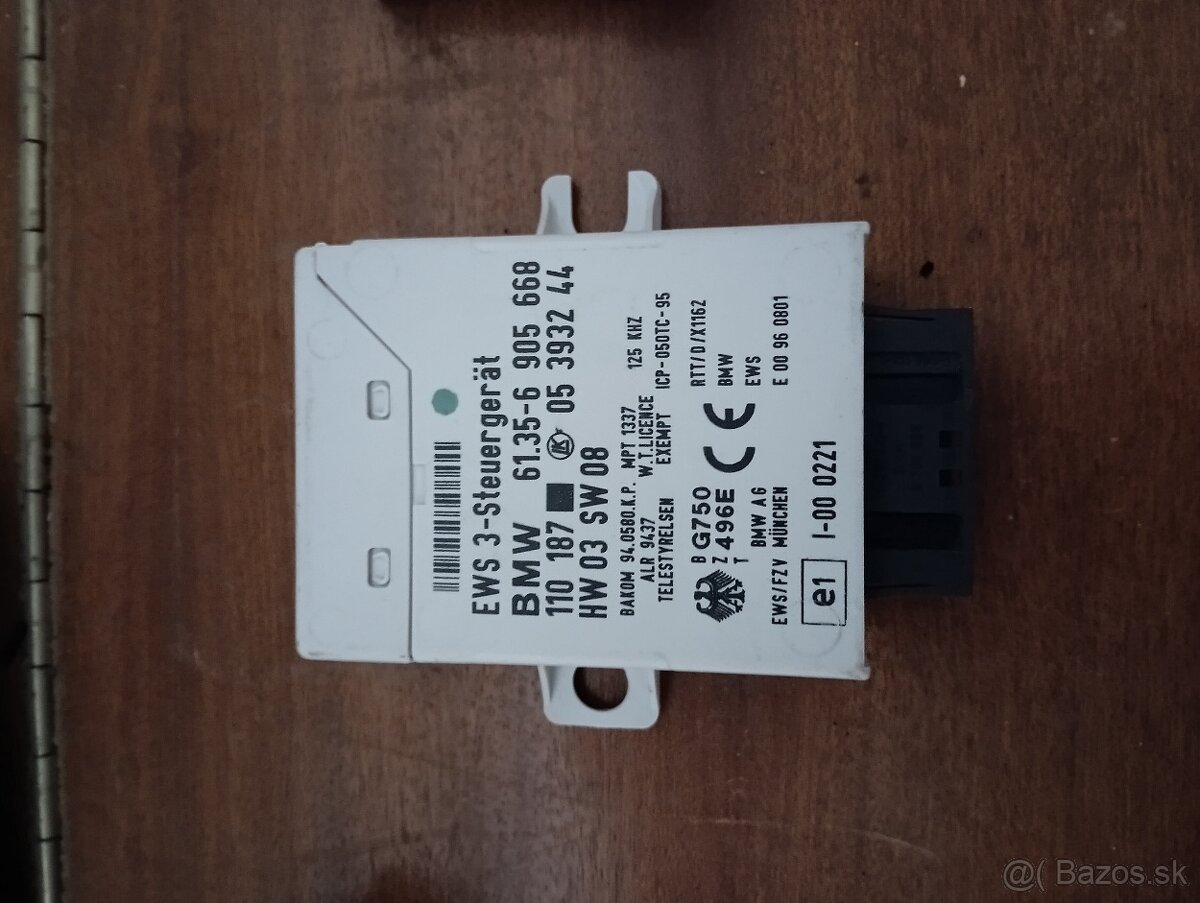 EWS 3-Steuergerät
BMW 61.35-6 905 668
110 187 LK 05 3932 44
HW 03 SW 08
BAKOM 94.0580.K.P. MPT 1337 125 KHZ
ALR 9437 W.T.LICENCE
TELESTYRELSEN EXEMPT ICP-050TC-95
B G750 CE RTT/D/X1162
Z 496E BMW
T
BMW AG EWS
EWS/FZV MÜNCHEN E 00 96 0801
e1 I-00 0221
@( Bazos.sk